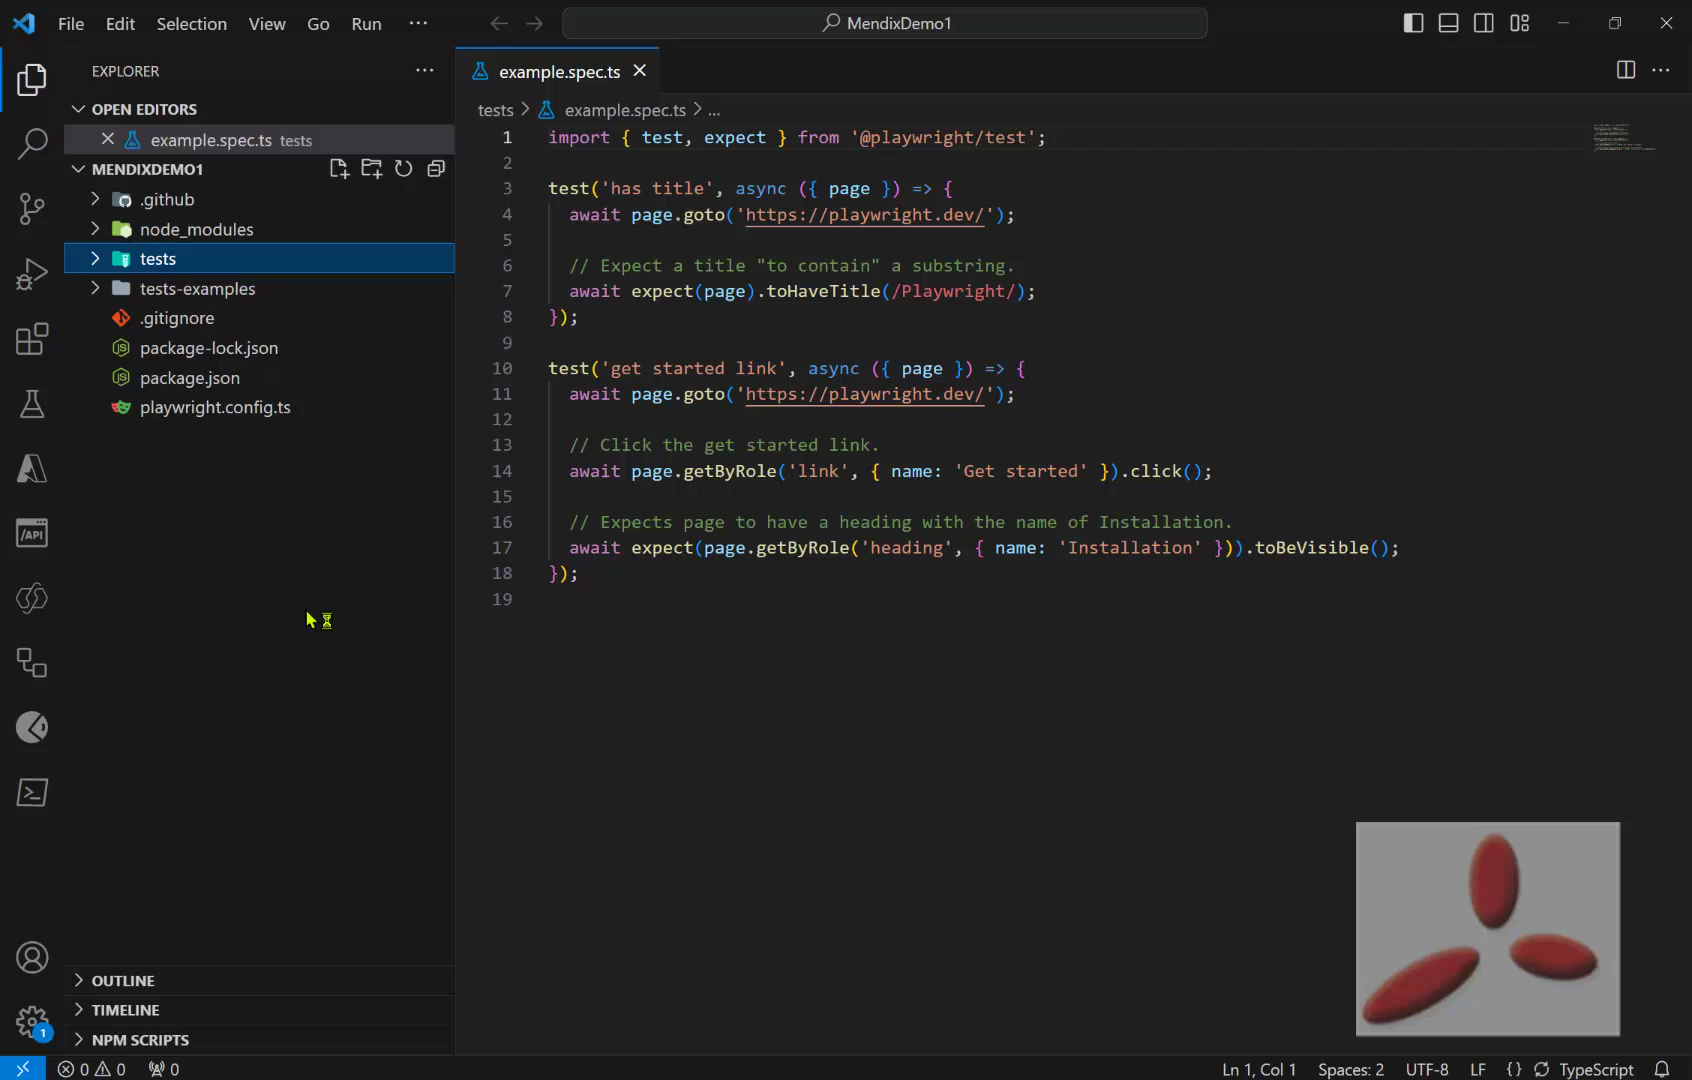 File Edit Selection View Go Run ···
MendixDemo1
EXPLORER
OPEN EDITORS
example.spec.ts tests
MENDIXDEMO1
.github
node_modules
tests
tests-examples
.gitignore
package-lock.json
package.json
playwright.config.ts
/API
OUTLINE
TIMELINE
NPM SCRIPTS
1
example.spec.ts
tests > example.spec.ts > ...
1 import { test, expect } from '@playwright/test';
2
3 test('has title', async ({ page }) => {
4 await page.goto('https://playwright.dev/');
5
6 // Expect a title "to contain" a substring.
7 await expect(page).toHaveTitle(/Playwright/);
8 });
9
10 test('get started link', async ({ page }) => {
11 await page.goto('https://playwright.dev/');
12
13 // Click the get started link.
14 await page.getByRole('link', { name: 'Get started' }).click();
15
16 // Expects page to have a heading with the name of Installation.
17 await expect(page.getByRole('heading', { name: 'Installation' })).toBeVisible();
18 });
19
0 0 0 Ln 1, Col 1 Spaces: 2 UTF-8 LF {} TypeScript